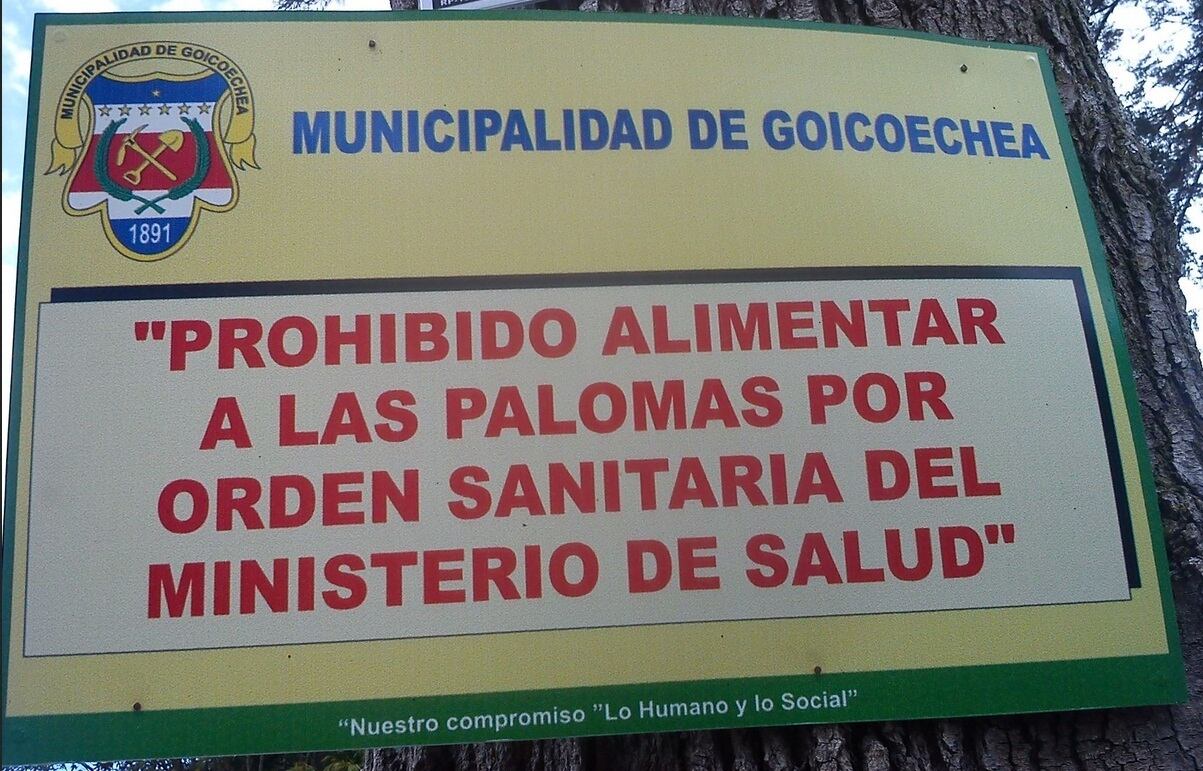 MUNICIPALIDAD DE GOICOECHEA
1891
MUNICIPALIDAD DE GOICOECHEA
"PROHIBIDO ALIMENTAR
A LAS PALOMAS POR
ORDEN SANITARIA DEL
MINISTERIO DE SALUD"
“Nuestro compromiso ”Lo Humano y lo Social”